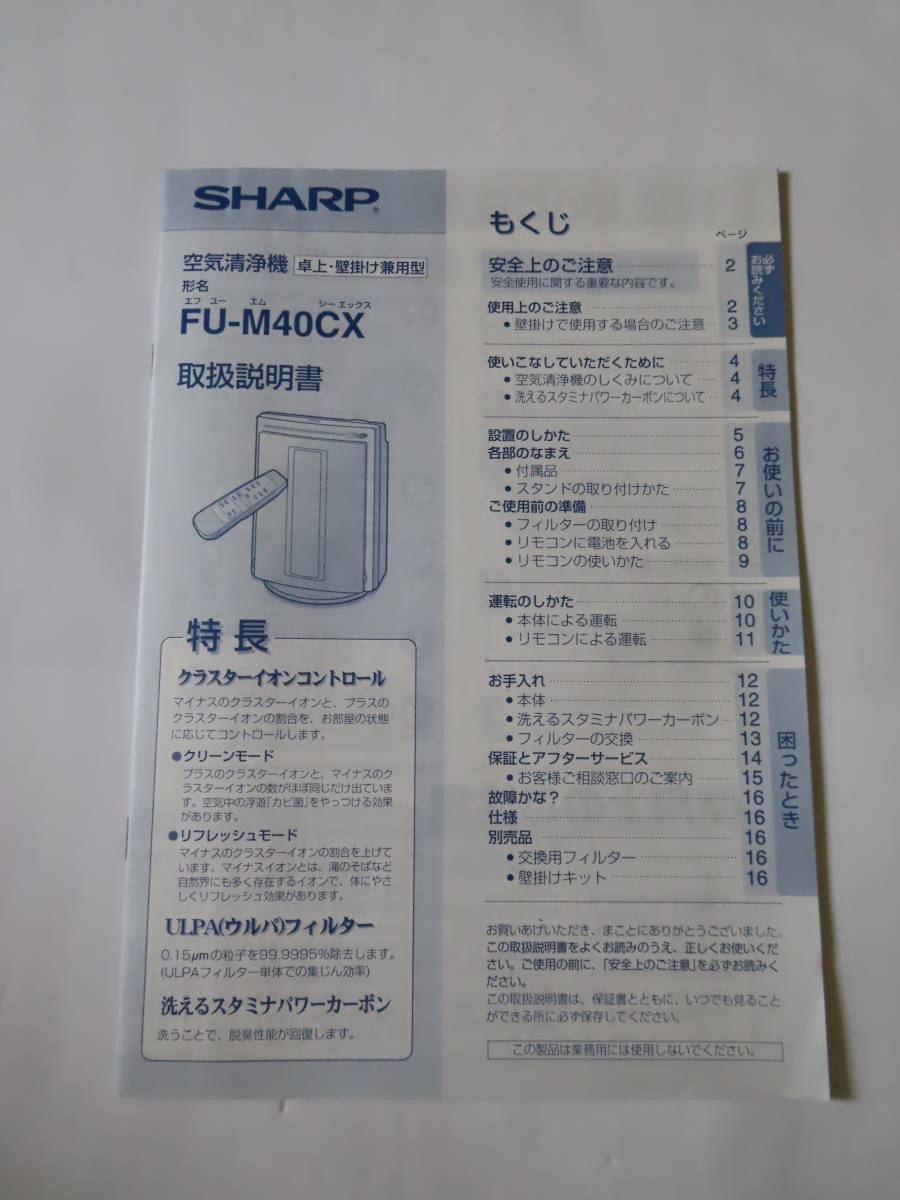 SHARP
空気清浄機 卓上・壁掛け兼用型
形名
エフ ユー エム シーエックス
FU-M40CX
取扱説明書
特長
クラスターイオンコントロール
マイナスのクラスターイオンと、プラスの
クラスターイオンの割合を、お部屋の状態
に応じてコントロールします。
●クリーンモード
プラスのクラスターイオンと、マイナスのク
ラスターイオンの数がほぼ同じだけ出ていま
す。空気中の浮遊「カビ菌」をやっつける効果
があります。
●リフレッシュモード
マイナスのクラスターイオンの割合を上げて
います。マイナスイオンとは、滝のそばなど
自然界にも多く存在するイオンで、体にやさ
しくリフレッシュ効果があります。
ULPA(ウルパ)フィルター
0.15μmの粒子を99.9995%除去します。
(ULPAフィルター単体での集じん効率)
洗えるスタミナパワーカーボン
洗うことで、脱臭性能が回復します。
もくじ
ページ
安全上のご注意 2
安全使用に関する重要な内容です。
使用上のご注意 2
●壁掛けで使用する場合のご注意 3
必ず
お読みください
使いこなしていただくために 4
●空気清浄機のしくみについて 4
●洗えるスタミナパワーカーボンについて 4
特長
設置のしかた 5
各部のなまえ 6
●付属品 7
●スタンドの取り付けかた 7
ご使用前の準備 8
●フィルターの取り付け 8
●リモコンに電池を入れる 8
●リモコンの使いかた 9
お使いの前に
運転のしかた 10
●本体による運転 10
●リモコンによる運転 11
使いかた
お手入れ 12
●本体 12
●洗えるスタミナパワーカーボン 12
●フィルターの交換 13
保証とアフターサービス 14
●お客様ご相談窓口のご案内 15
故障かな? 16
仕様 16
別売品 16
●交換用フィルター 16
●壁掛けキット 16
困ったとき
お買いあげいただき、まことにありがとうございました。
この取扱説明書をよくお読みのうえ、正しくお使いくだ
さい。ご使用の前に、「安全上のご注意」を必ずお読みく
ださい。
この取扱説明書は、保証書とともに、いつでも見ること
ができる所に必ず保存してください。
この製品は業務用には使用しないでください。